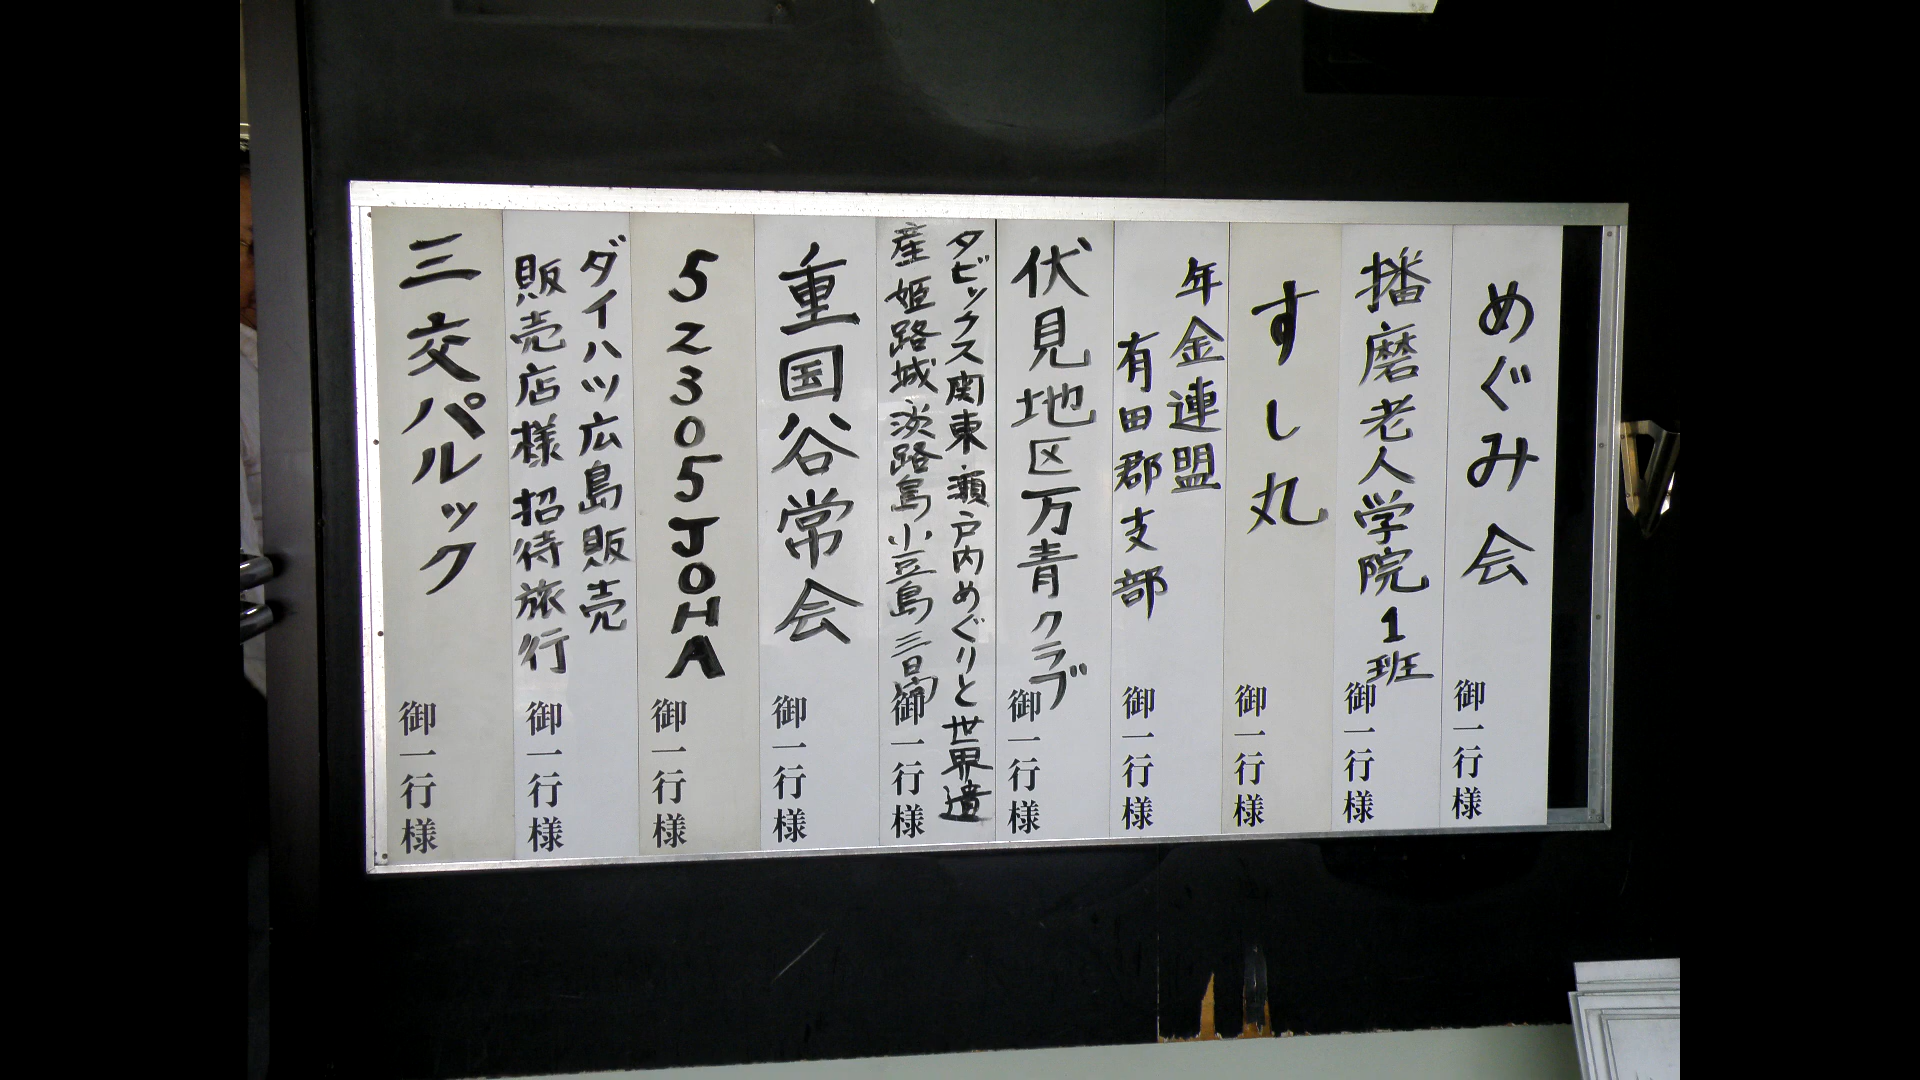 めぐみ会 御一行様
播磨老人学院1班 御一行様
すし丸 御一行様
年金連盟
有田郡支部 御一行様
伏見地区万青クラブ 御一行様
タビックス関東 瀬戸内めぐりと世界遺
産姫路城 淡路島 小豆島 三日間 御一行様
重国谷常会 御一行様
52305JOHA 御一行様
ダイハツ広島販売
販売店様 招待旅行 御一行様
三交パルック 御一行様